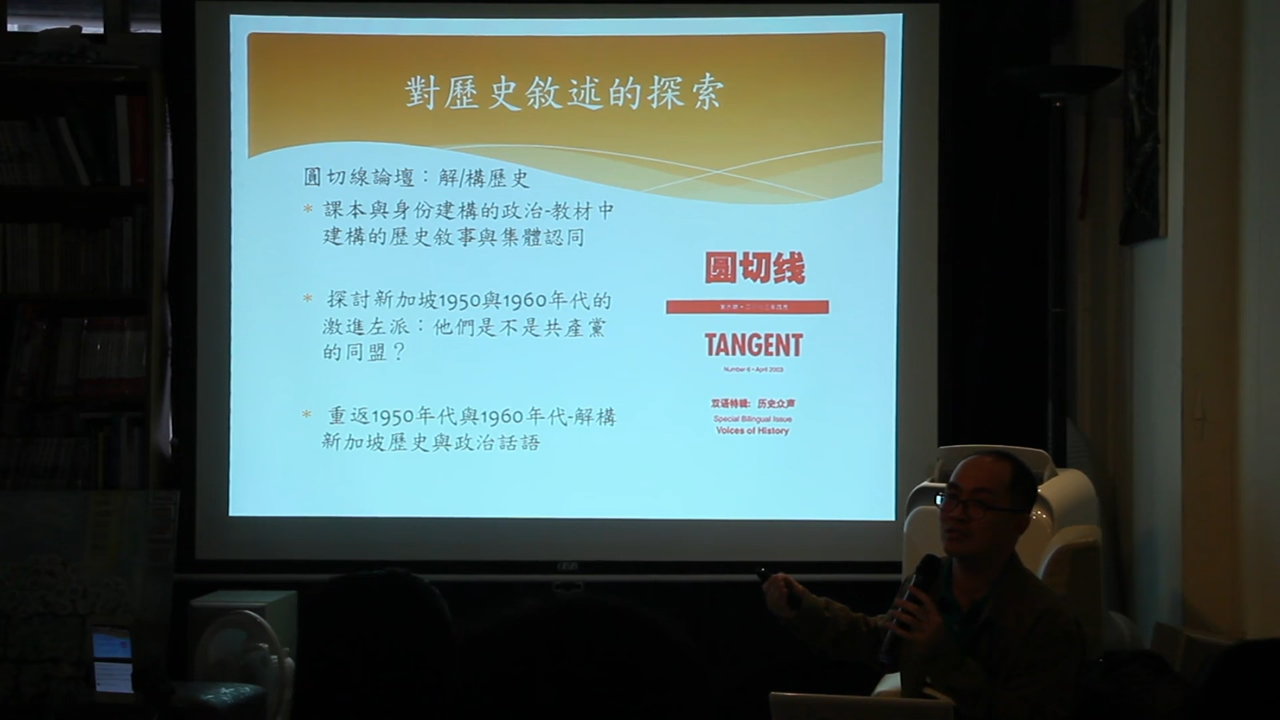 對歷史敘述的探索
圓切線論壇：解/構歷史
* 課本與身份建構的政治-教材中
建構的歷史敘事與集體認同
* 探討新加坡1950與1960年代的
激進左派：他們是不是共產黨
的同盟？
* 重返1950年代與1960年代-解構
新加坡歷史與政治話語
圆切线
TANGENT
Number 6 • April 2003
双语特辑: 历史众声
Special Bilingual Issue
Voices of History